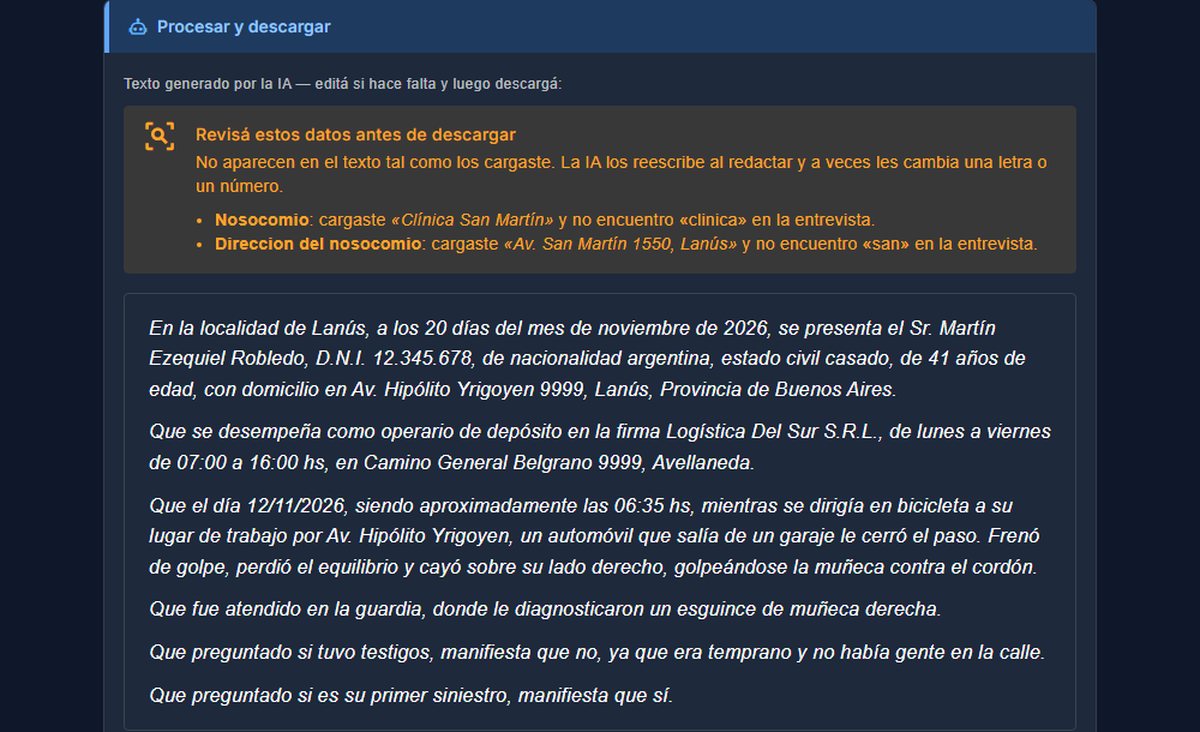 Procesar y descargar
Texto generado por la IA — editá si hace falta y luego descargá:
Revisá estos datos antes de descargar
No aparecen en el texto tal como los cargaste. La IA los reescribe al redactar y a veces les cambia una letra o
un número.
• Nosocomio: cargaste «Clínica San Martín» y no encuentro «clinica» en la entrevista.
• Direccion del nosocomio: cargaste «Av. San Martín 1550, Lanús» y no encuentro «san» en la entrevista.
En la localidad de Lanús, a los 20 días del mes de noviembre de 2026, se presenta el Sr. Martín
Ezequiel Robledo, D.N.I. 12.345.678, de nacionalidad argentina, estado civil casado, de 41 años de
edad, con domicilio en Av. Hipólito Yrigoyen 9999, Lanús, Provincia de Buenos Aires.
Que se desempeña como operario de depósito en la firma Logística Del Sur S.R.L., de lunes a viernes
de 07:00 a 16:00 hs, en Camino General Belgrano 9999, Avellaneda.
Que el día 12/11/2026, siendo aproximadamente las 06:35 hs, mientras se dirigía en bicicleta a su
lugar de trabajo por Av. Hipólito Yrigoyen, un automóvil que salía de un garaje le cerró el paso. Frenó
de golpe, perdió el equilibrio y cayó sobre su lado derecho, golpeándose la muñeca contra el cordón.
Que fue atendido en la guardia, donde le diagnosticaron un esguince de muñeca derecha.
Que preguntado si tuvo testigos, manifiesta que no, ya que era temprano y no había gente en la calle.
Que preguntado si es su primer siniestro, manifiesta que sí.